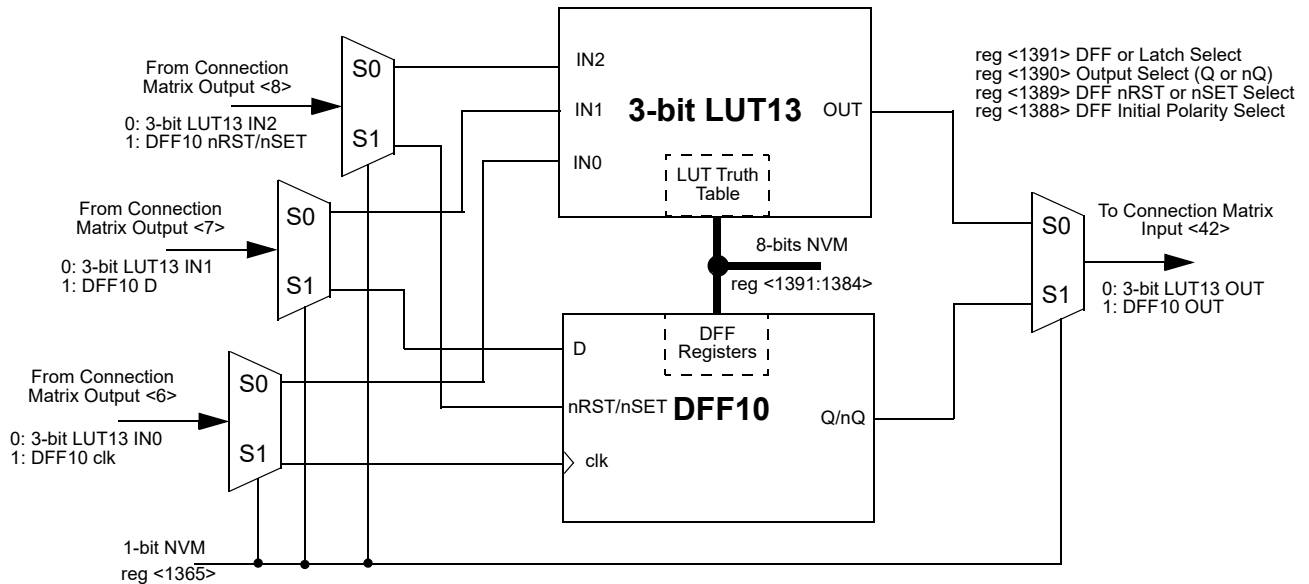 From Connection
Matrix Output <8>
0: 3-bit LUT13 IN2
1: DFF10 nRST/nSET
S0
S1
From Connection
Matrix Output <7>
0: 3-bit LUT13 IN1
1: DFF10 D
S0
S1
From Connection
Matrix Output <6>
0: 3-bit LUT13 IN0
1: DFF10 clk
S0
S1
1-bit NVM
reg <1365>
IN2
IN1
IN0
3-bit LUT13
OUT
LUT Truth
Table
8-bits NVM
reg <1391:1384>
DFF
Registers
D
nRST/nSET
clk
DFF10
Q/nQ
reg <1391> DFF or Latch Select
reg <1390> Output Select (Q or nQ)
reg <1389> DFF nRST or nSET Select
reg <1388> DFF Initial Polarity Select
S0
S1
To Connection Matrix
Input <42>
0: 3-bit LUT13 OUT
1: DFF10 OUT